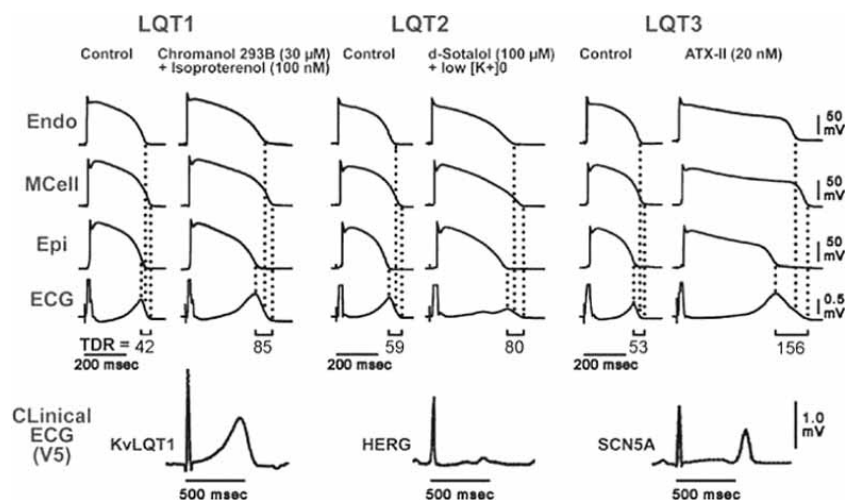 LQT1 LQT2 LQT3
Control Chromanol 293B (30 µM) Control d-Sotalol (100 µM) Control ATX-II (20 nM)
+ Isoproterenol (100 nM) + low [K+]0
Endo 50
mV
MCell 50
mV
Epi 50
mV
ECG 0.5
mV
TDR = 42 85 59 80 53 156
200 msec 200 msec 200 msec
CLinical
ECG
(V5)
KvLQT1 HERG SCN5A 1.0
mV
500 msec 500 msec 500 msec